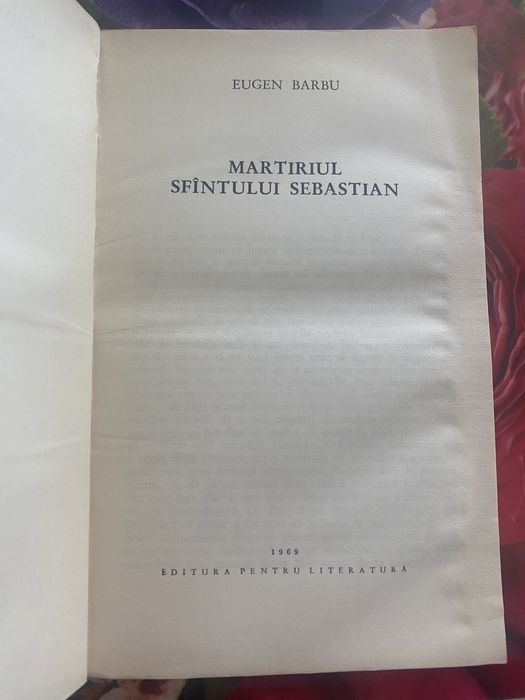 EUGEN BARBU
MARTIRIUL
SFÎNTULUI SEBASTIAN
1969
EDITURA PENTRU LITERATURA